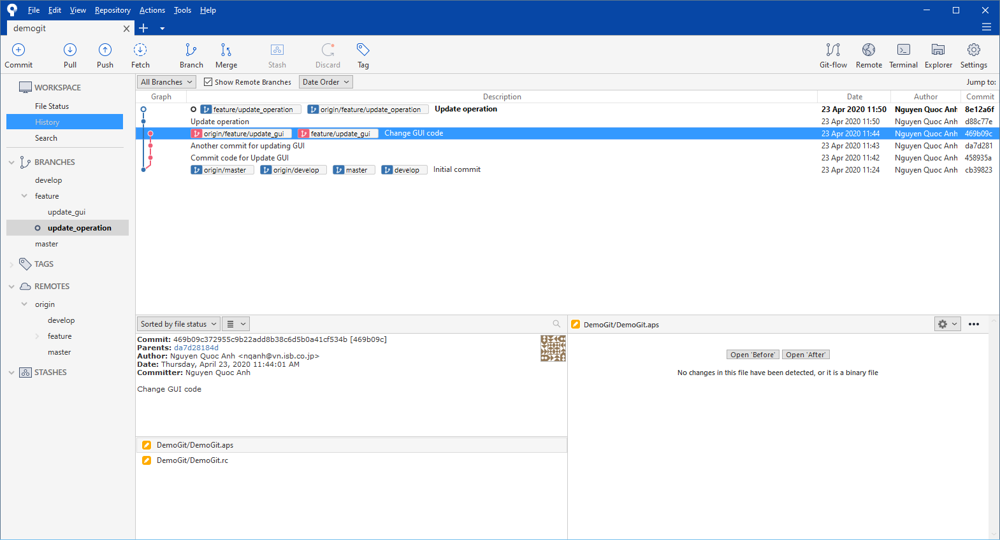 File Edit View Repository Actions Tools Help
demogit
Commit Pull Push Fetch Branch Merge Stash Discard Tag Git-flow Remote Terminal Explorer Settings
WORKSPACE
File Status
History
Search
BRANCHES
develop
feature
update_gui
update_operation
master
TAGS
REMOTES
origin
develop
feature
master
STASHES
All Branches Show Remote Branches Date Order Jump to:
Graph Description Date Author Commit
feature/update_operation origin/feature/update_operation Update operation 23 Apr 2020 11:50 Nguyen Quoc Anh 8e12a6f
Update operation 23 Apr 2020 11:50 Nguyen Quoc Anh d88c77e
origin/feature/update_gui feature/update_gui Change GUI code 23 Apr 2020 11:44 Nguyen Quoc Anh 469b09c
Another commit for updating GUI 23 Apr 2020 11:43 Nguyen Quoc Anh da7d281
Commit code for Update GUI 23 Apr 2020 11:42 Nguyen Quoc Anh 458935a
origin/master origin/develop master develop Initial commit 23 Apr 2020 11:24 Nguyen Quoc Anh cb39823
Sorted by file status
Commit: 469b09c372955c9b22add8b38c6d5b0a41cf534b [469b09c]
Parents: da7d28184d
Author: Nguyen Quoc Anh <nqanh@vn.isb.co.jp>
Date: Thursday, April 23, 2020 11:44:01 AM
Committer: Nguyen Quoc Anh
Change GUI code
DemoGit/DemoGit.aps
DemoGit/DemoGit.rc
DemoGit/DemoGit.aps
Open 'Before' Open 'After'
No changes in this file have been detected, or it is a binary file